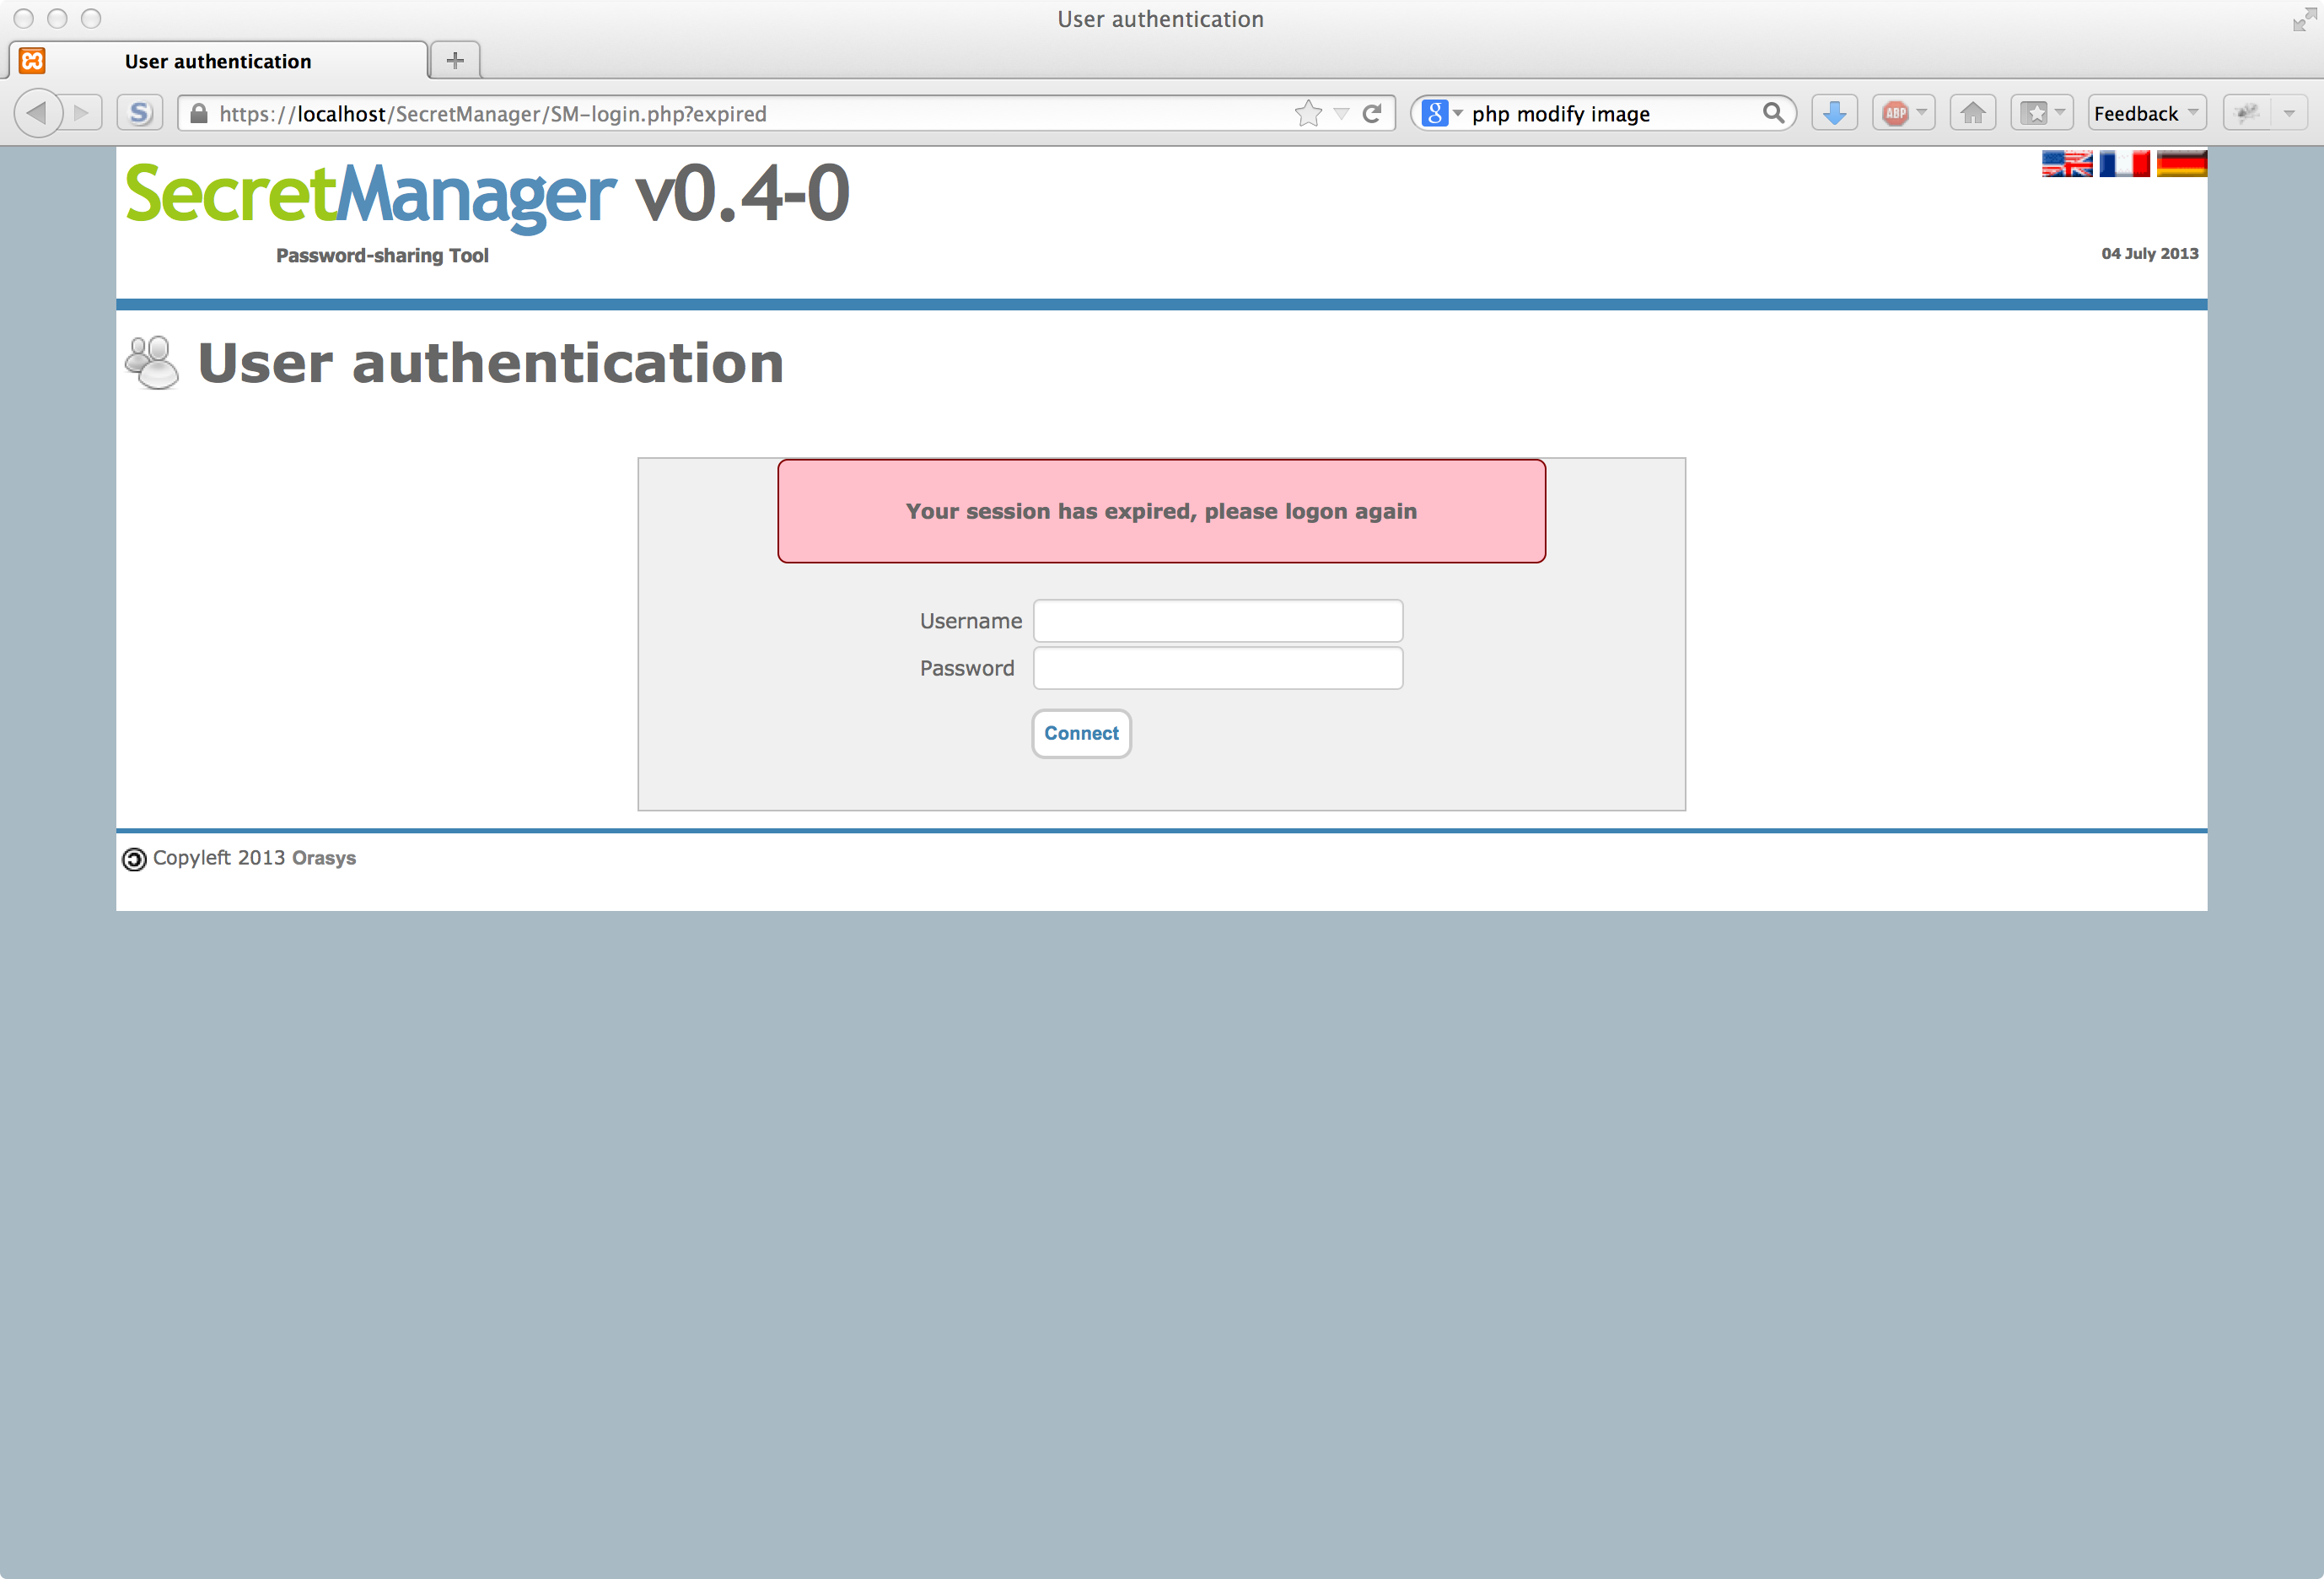 User authentication
User authentication
https://localhost/SecretManager/SM-login.php?expired
php modify image
ABP
Feedback
SecretManager v0.4-0
Password-sharing Tool
04 July 2013
User authentication
Your session has expired, please logon again
Username
Password
Connect
Copyleft 2013 Orasys